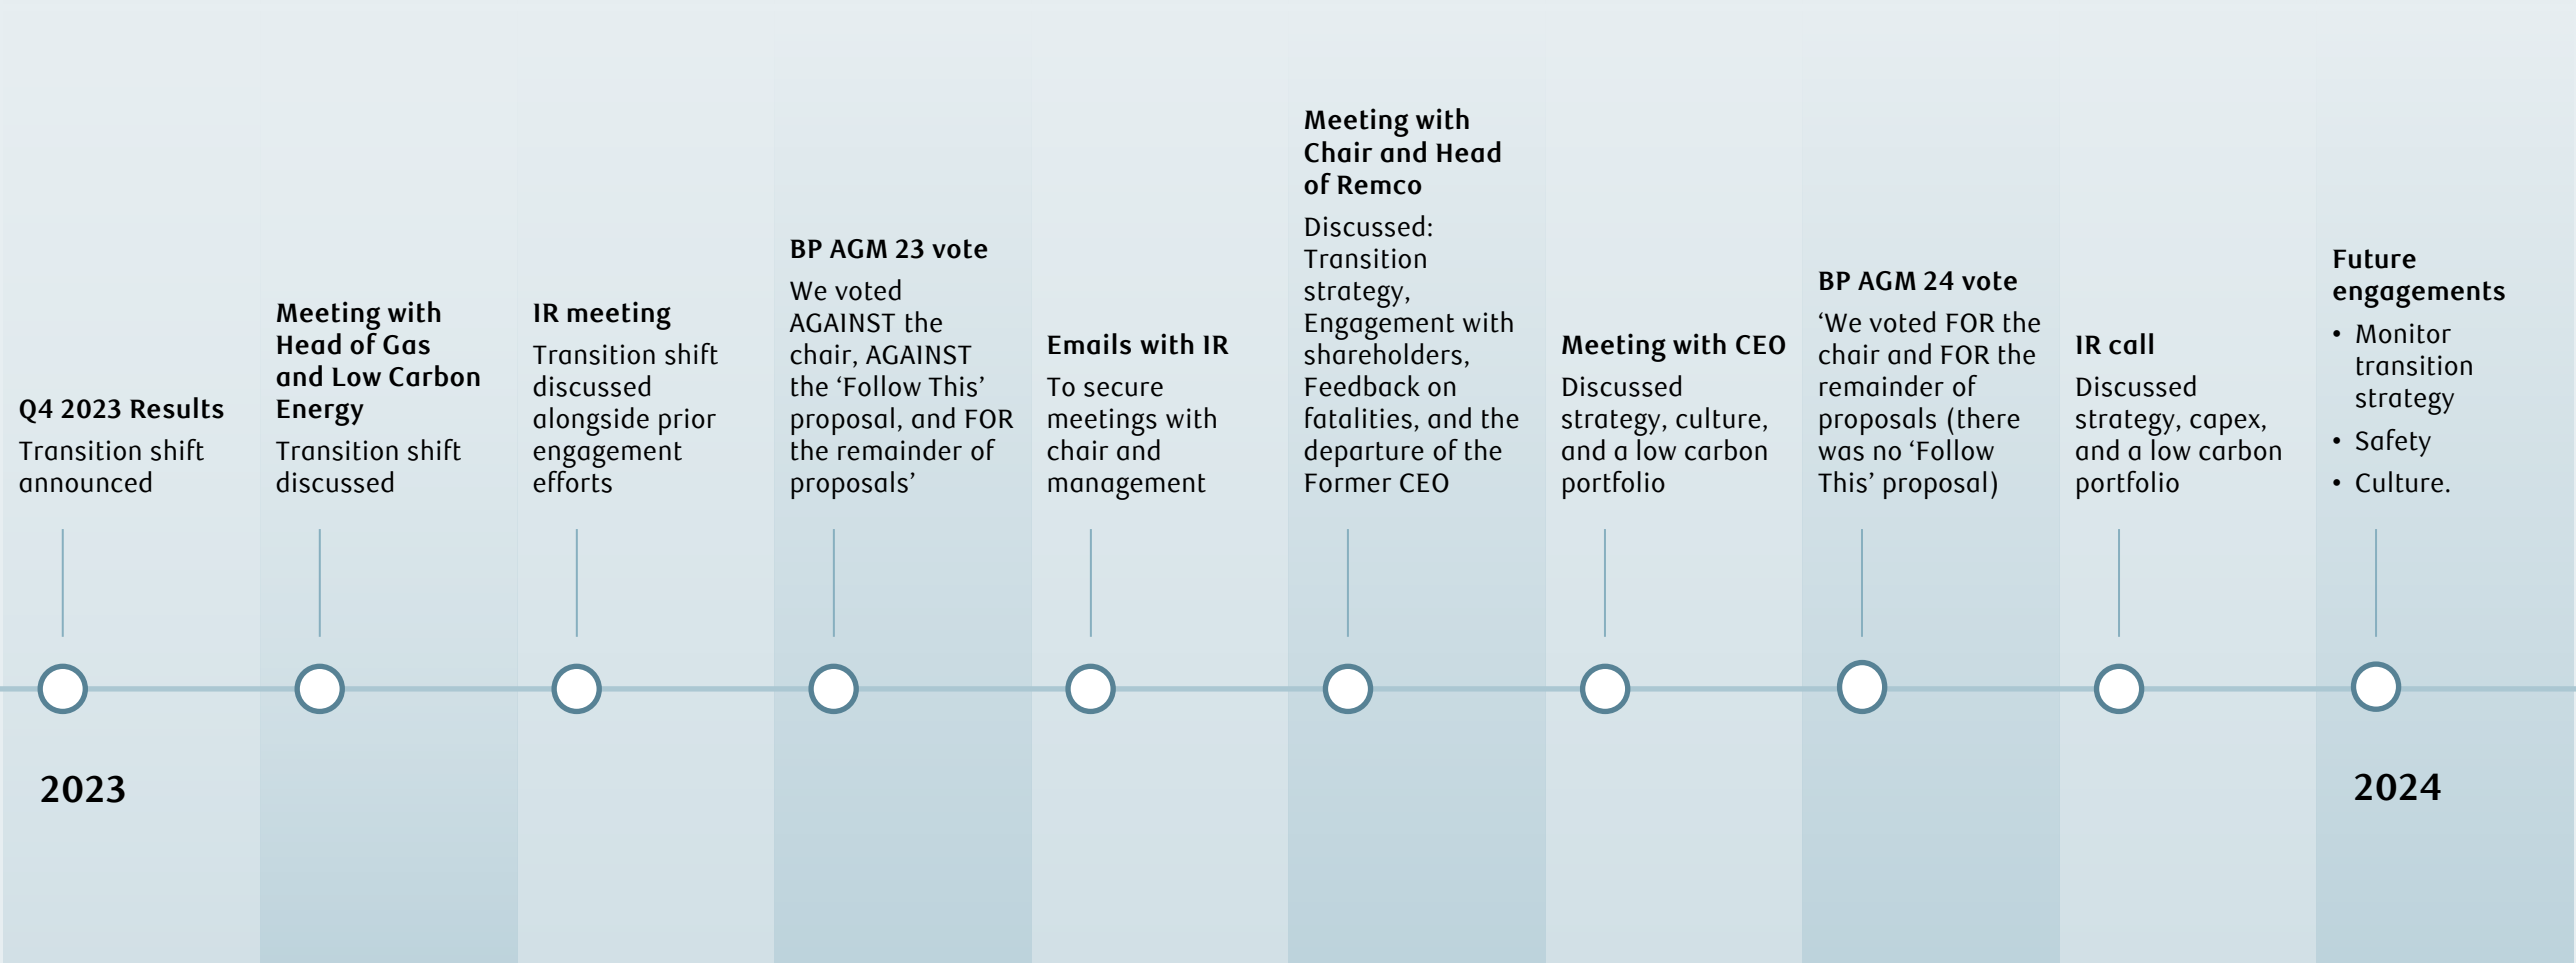 Q4 2023 Results
Transition shift
announced
Meeting with
Head of Gas
and Low Carbon
Energy
Transition shift
discussed
IR meeting
Transition shift
discussed
alongside prior
engagement
efforts
BP AGM 23 vote
We voted
AGAINST the
chair, AGAINST
the ‘Follow This’
proposal, and FOR
the remainder of
proposals’
Emails with IR
To secure
meetings with
chair and
management
Meeting with
Chair and Head
of Remco
Discussed:
Transition
strategy,
Engagement with
shareholders,
Feedback on
fatalities, and the
departure of the
Former CEO
Meeting with CEO
Discussed
strategy, culture,
and a low carbon
portfolio
BP AGM 24 vote
‘We voted FOR the
chair and FOR the
remainder of
proposals (there
was no ‘Follow
This’ proposal)
IR call
Discussed
strategy, capex,
and a low carbon
portfolio
Future
engagements
• Monitor
transition
strategy
• Safety
• Culture.
2023
2024